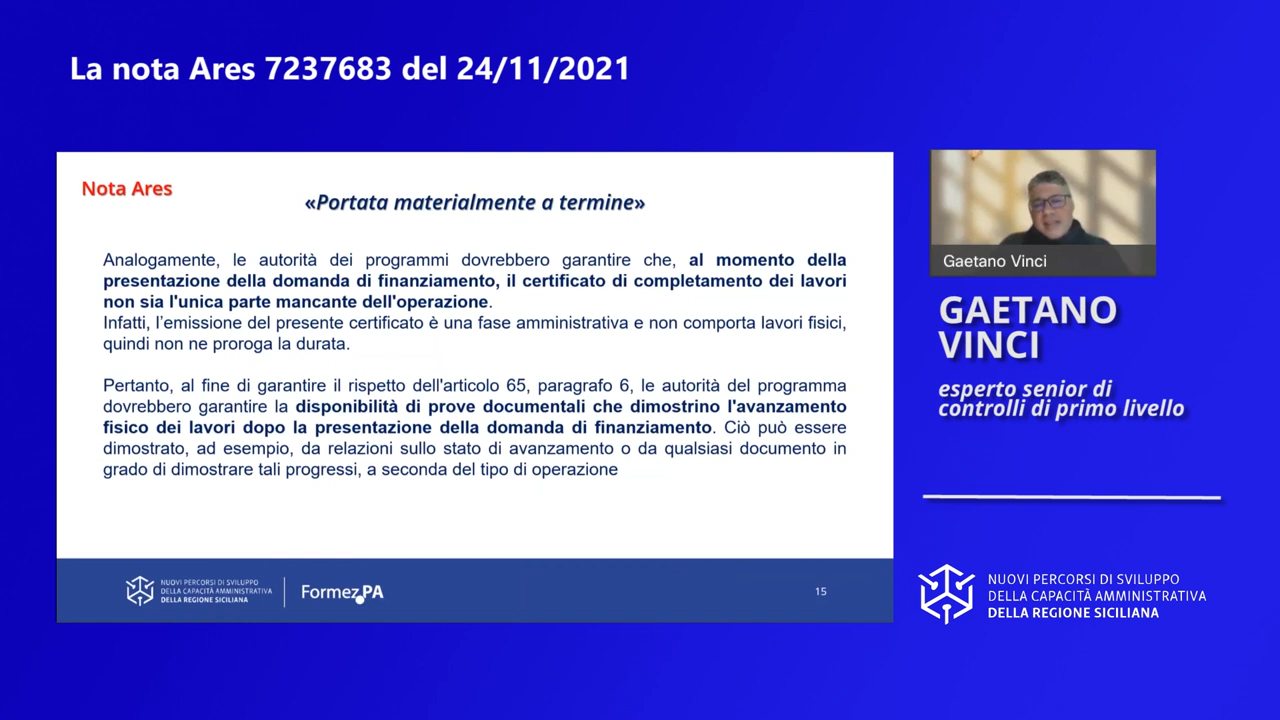 La nota Ares 7237683 del 24/11/2021
Nota Ares
«Portata materialmente a termine»
Analogamente, le autorità dei programmi dovrebbero garantire che, al momento della
presentazione della domanda di finanziamento, il certificato di completamento dei lavori
non sia l'unica parte mancante dell'operazione.
Infatti, l’emissione del presente certificato è una fase amministrativa e non comporta lavori fisici,
quindi non ne proroga la durata.
Pertanto, al fine di garantire il rispetto dell'articolo 65, paragrafo 6, le autorità del programma
dovrebbero garantire la disponibilità di prove documentali che dimostrino l'avanzamento
fisico dei lavori dopo la presentazione della domanda di finanziamento. Ciò può essere
dimostrato, ad esempio, da relazioni sullo stato di avanzamento o da qualsiasi documento in
grado di dimostrare tali progressi, a seconda del tipo di operazione
NUOVI PERCORSI DI SVILUPPO
DELLA CAPACITÀ AMMINISTRATIVA
DELLA REGIONE SICILIANA
FormezPA
15
Gaetano Vinci
GAETANO
VINCI
esperto senior di
controlli di primo livello
NUOVI PERCORSI DI SVILUPPO
DELLA CAPACITÀ AMMINISTRATIVA
DELLA REGIONE SICILIANA